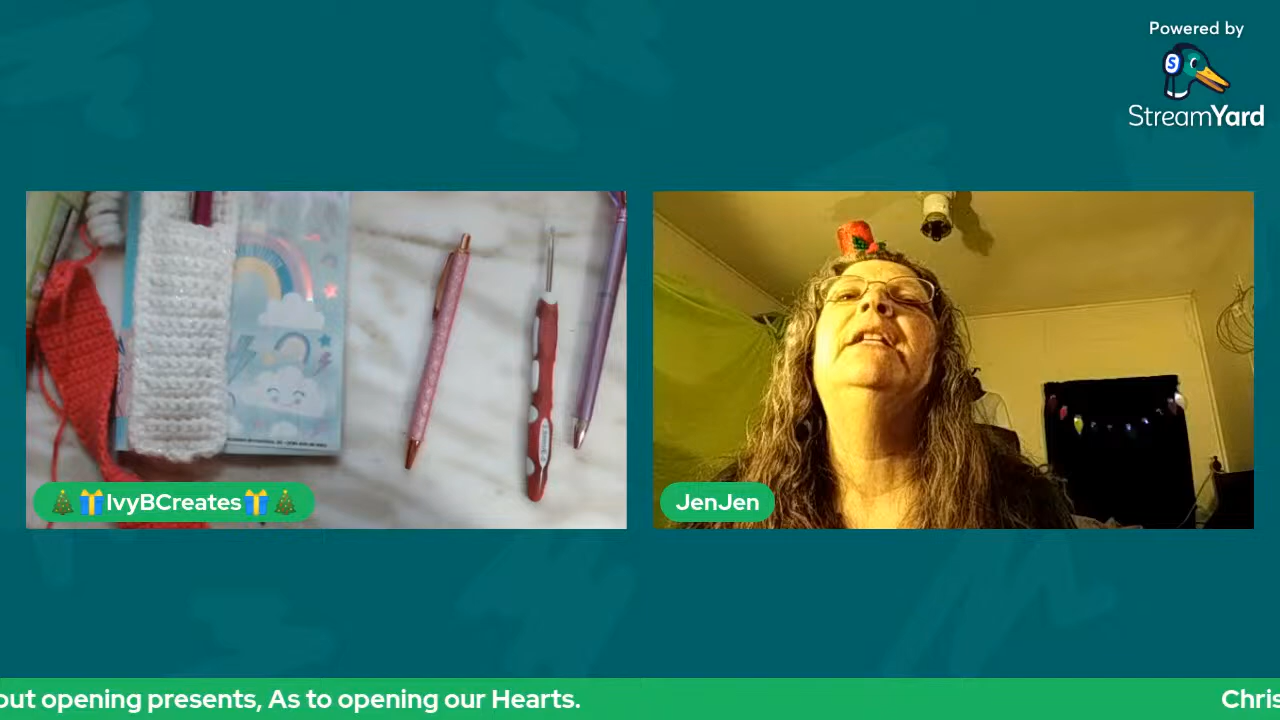 Powered by
S
StreamYard
🎄🎁IvyBCreates🎁🎄
JenJen
out opening presents, As to opening our Hearts.
Chris